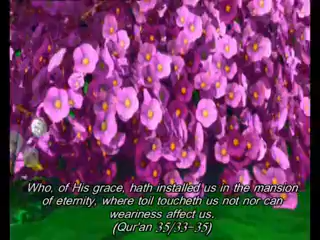 Who, of His grace, hath installed us in the mansion
of eternity, where toil toucheth us not nor can
weariness affect us.
(Qur'an 35/33-35)